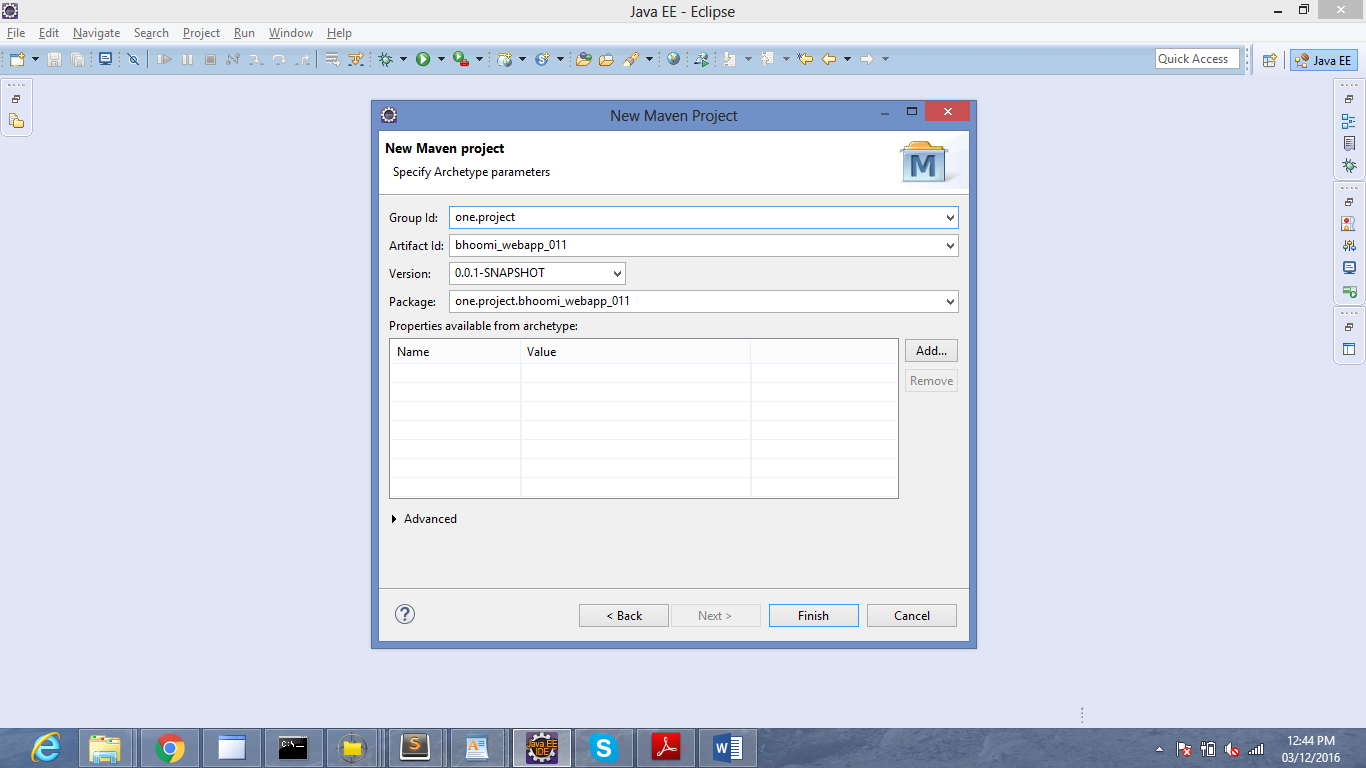 Java EE - Eclipse
File Edit Navigate Search Project Run Window Help
Quick Access
Java EE
New Maven Project
New Maven project
Specify Archetype parameters
M
Group Id: one.project
Artifact Id: bhoomi_webapp_011
Version: 0.0.1-SNAPSHOT
Package: one.project.bhoomi_webapp_011
Properties available from archetype:
Name Value
Add...
Remove
Advanced
?
< Back Next > Finish Cancel
Java EE
IDE
12:44 PM
03/12/2016